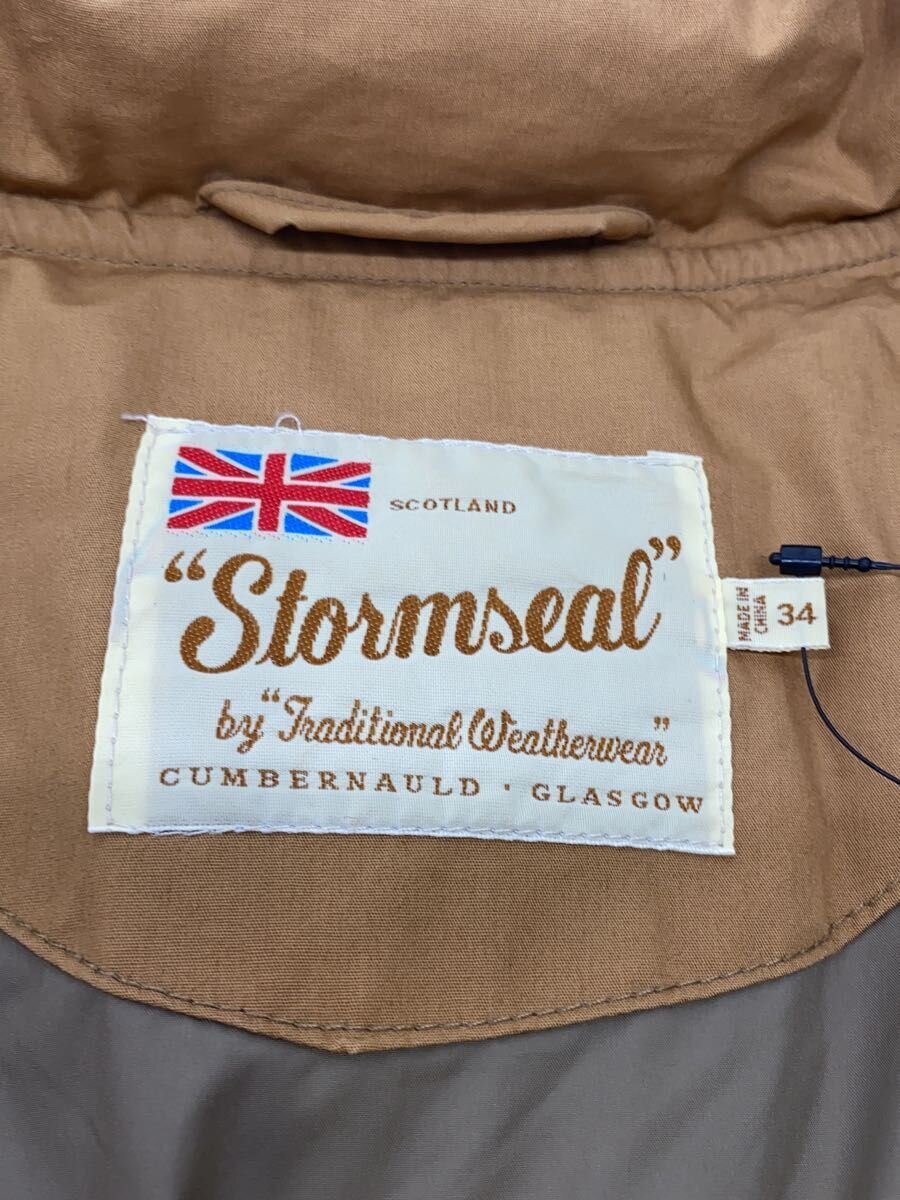 SCOTLAND
“Stormseal”
by “Traditional Weatherwear”
CUMBERNAULD · GLASGOW
MADE IN
CHINA
34